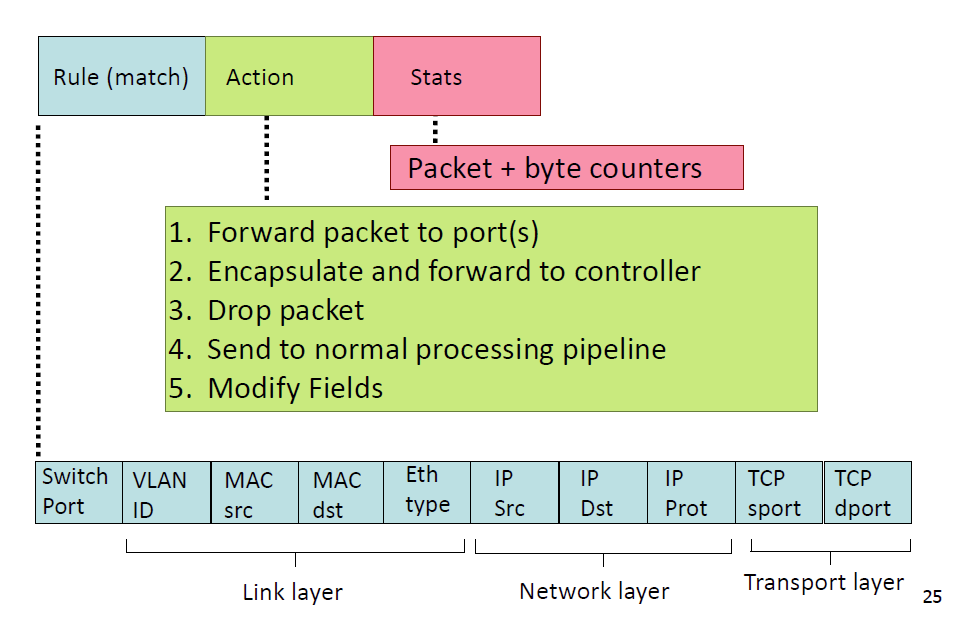 Rule (match) Action Stats
Packet + byte counters
1. Forward packet to port(s)
2. Encapsulate and forward to controller
3. Drop packet
4. Send to normal processing pipeline
5. Modify Fields
Switch Port
VLAN ID
MAC src
MAC dst
Eth type
IP Src
IP Dst
IP Prot
TCP sport
TCP dport
Link layer
Network layer
Transport layer
25